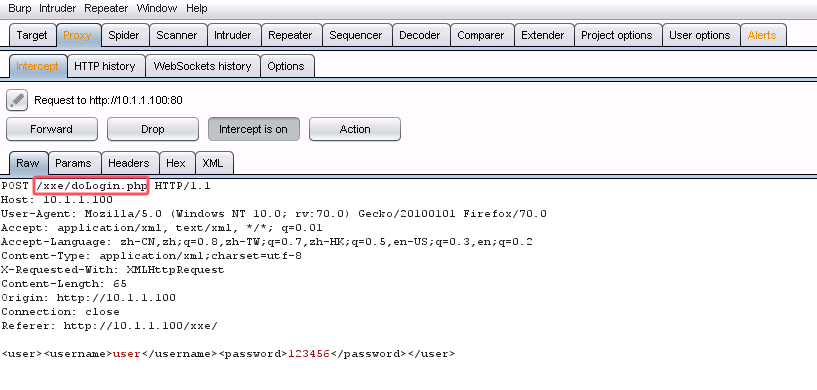 Burp Intruder Repeater Window Help
Target Proxy Spider Scanner Intruder Repeater Sequencer Decoder Comparer Extender Project options User options Alerts
Intercept HTTP history WebSockets history Options
Request to http://10.1.1.100:80
Forward Drop Intercept is on Action
Raw Params Headers Hex XML
POST /xxe/doLogin.php HTTP/1.1
Host: 10.1.1.100
User-Agent: Mozilla/5.0 (Windows NT 10.0; rv:70.0) Gecko/20100101 Firefox/70.0
Accept: application/xml, text/xml, */*; q=0.01
Accept-Language: zh-CN,zh;q=0.8,zh-TW;q=0.7,zh-HK;q=0.5,en-US;q=0.3,en;q=0.2
Content-Type: application/xml;charset=utf-8
X-Requested-With: XMLHttpRequest
Content-Length: 65
Origin: http://10.1.1.100
Connection: close
Referer: http://10.1.1.100/xxe/
<user><username>user</username><password>123456</password></user>